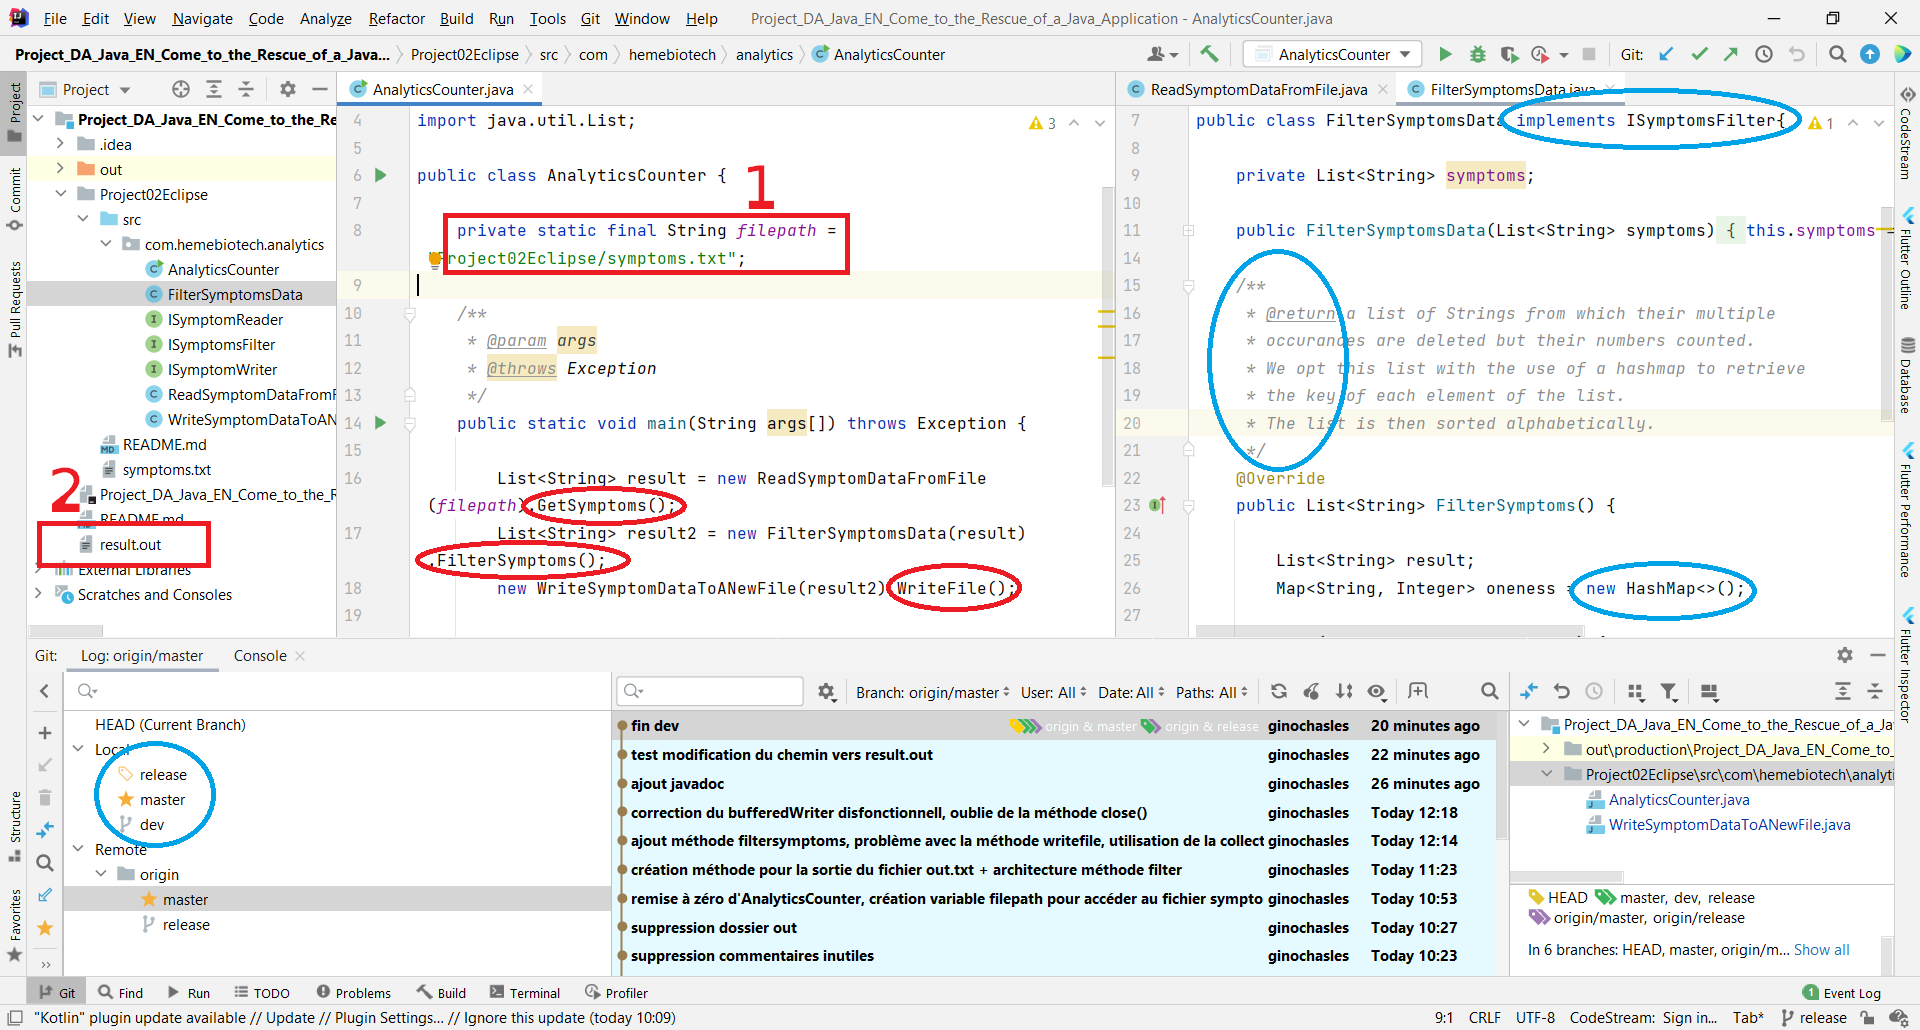 File Edit View Navigate Code Analyze Refactor Build Run Tools Git Window Help Project_DA_Java_EN_Come_to_the_Rescue_of_a_Java_Application - AnalyticsCounter.java
Project_DA_Java_EN_Come_to_the_Rescue_of_a_Java... Project02Eclipse src com hemebiotech analytics AnalyticsCounter AnalyticsCounter Git:
Project
Commit
Pull Requests
Structure
Favorites
Project
Project_DA_Java_EN_Come_to_the_Re
.idea
out
Project02Eclipse
src
com.hemebiotech.analytics
AnalyticsCounter
FilterSymptomsData
ISymptomReader
ISymptomsFilter
ISymptomWriter
ReadSymptomDataFromF
WriteSymptomDataToAN
README.md
symptoms.txt
2
Project_DA_Java_EN_Come_to_the_R
README.md
result.out
External Libraries
Scratches and Consoles
AnalyticsCounter.java
3
4 import java.util.List;
5
6 public class AnalyticsCounter {
1
7
8 private static final String filepath =
roject02Eclipse/symptoms.txt";
9
10 /**
11 * @param args
12 * @throws Exception
13 */
14 public static void main(String args[]) throws Exception {
15
16 List<String> result = new ReadSymptomDataFromFile
(filepath).GetSymptoms();
17 List<String> result2 = new FilterSymptomsData(result)
.FilterSymptoms();
18 new WriteSymptomDataToANewFile(result2).WriteFile();
19
ReadSymptomDataFromFile.java FilterSymptomsData.java
1
7 public class FilterSymptomsData implements ISymptomsFilter{
8
9 private List<String> symptoms;
10
11 public FilterSymptomsData(List<String> symptoms) { this.symptoms =
14
15 /**
16 * @return a list of Strings from which their multiple
17 * occurances are deleted but their numbers counted.
18 * We opt this list with the use of a hashmap to retrieve
19 * the key of each element of the list.
20 * The list is then sorted alphabetically.
21 */
22 @Override
23 public List<String> FilterSymptoms() {
24
25 List<String> result;
26 Map<String, Integer> oneness = new HashMap<>();
27
CodeStream
Flutter Outline
Database
Flutter Performance
Flutter Inspector
Git: Log: origin/master Console
HEAD (Current Branch)
Local
release
master
dev
Remote
origin
master
release
Branch: origin/master User: All Date: All Paths: All
fin dev origin & master origin & release ginochasles 20 minutes ago
test modification du chemin vers result.out ginochasles 22 minutes ago
ajout javadoc ginochasles 26 minutes ago
correction du bufferedWriter disfonctionnell, oublie de la méthode close() ginochasles Today 12:18
ajout méthode filtersymptoms, problème avec la méthode writefile, utilisation de la collect ginochasles Today 12:14
création méthode pour la sortie du fichier out.txt + architecture méthode filter ginochasles Today 11:23
remise à zéro d'AnalyticsCounter, création variable filepath pour accéder au fichier sympto ginochasles Today 10:53
suppression dossier out ginochasles Today 10:27
suppression commentaires inutiles ginochasles Today 10:23
Project_DA_Java_EN_Come_to_the_Rescue_of_a_Ja
out\production\Project_DA_Java_EN_Come_to_
Project02Eclipse\src\com\hemebiotech\analyti
AnalyticsCounter.java
WriteSymptomDataToANewFile.java
HEAD master, dev, release
origin/master, origin/release
In 6 branches: HEAD, master, origin/m... Show all
Git Find Run TODO Problems Build Terminal Profiler 1 Event Log
"Kotlin" plugin update available // Update // Plugin Settings... // Ignore this update (today 10:09) 9:1 CRLF UTF-8 CodeStream: Sign in... Tab* release